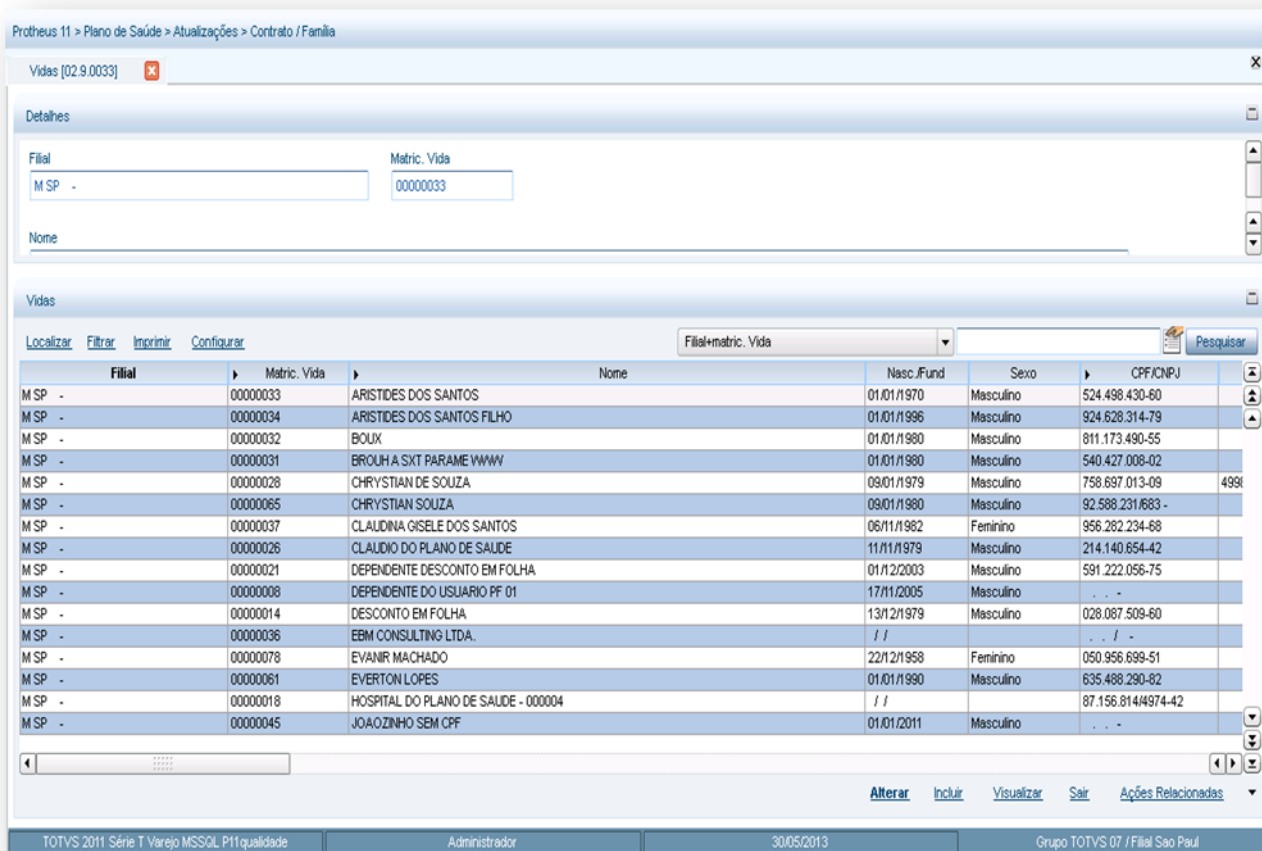 Protheus 11 > Plano de Saúde > Atualizações > Contrato / Família
Vidas [02.9.0033]
Detalhes
Filial Matric. Vida
M SP - 00000033
Nome
Vidas
Localizar Filtrar Imprimir Configurar Filial+matric. Vida Pesquisar
Filial Matric. Vida Nome Nasc./Fund Sexo CPF/CNPJ
M SP - 00000033 ARISTIDES DOS SANTOS 01/01/1970 Masculino 524.498.430-60
M SP - 00000034 ARISTIDES DOS SANTOS FILHO 01/01/1996 Masculino 924.628.314-79
M SP - 00000032 BOUX 01/01/1980 Masculino 811.173.490-55
M SP - 00000031 BROUH A SXT PARAME 01/01/1980 Masculino 540.427.008-02
M SP - 00000028 CHRYSTIAN DE SOUZA 09/01/1979 Masculino 758.697.013-09 4998
M SP - 00000065 CHRYSTIAN SOUZA 09/01/1980 Masculino 92.588.231/683 -
M SP - 00000037 CLAUDINA GISELE DOS SANTOS 06/11/1982 Feminino 956.282.234-68
M SP - 00000026 CLAUDIO DO PLANO DE SAUDE 11/11/1979 Masculino 214.140.654-42
M SP - 00000021 DEPENDENTE DESCONTO EM FOLHA 01/12/2003 Masculino 591.222.056-75
M SP - 00000008 DEPENDENTE DO USUARIO PF 01 17/11/2005 Masculino . . -
M SP - 00000014 DESCONTO EM FOLHA 13/12/1979 Masculino 028.087.509-60
M SP - 00000036 EBM CONSULTING LTDA. / / . . / -
M SP - 00000078 EVANIR MACHADO 22/12/1958 Feminino 050.956.699-51
M SP - 00000061 EVERTON LOPES 01/01/1990 Masculino 635.488.290-82
M SP - 00000018 HOSPITAL DO PLANO DE SAUDE - 000004 / / 87.156.814/4974-42
M SP - 00000045 JOAOZINHO SEM CPF 01/01/2011 Masculino . . -
Alterar Incluir Visualizar Sair Ações Relacionadas
TOTVS 2011 Série T Varejo MSSQL P11qualidade Administrador 30/05/2013 Grupo TOTVS 07 / Filial Sao Paul